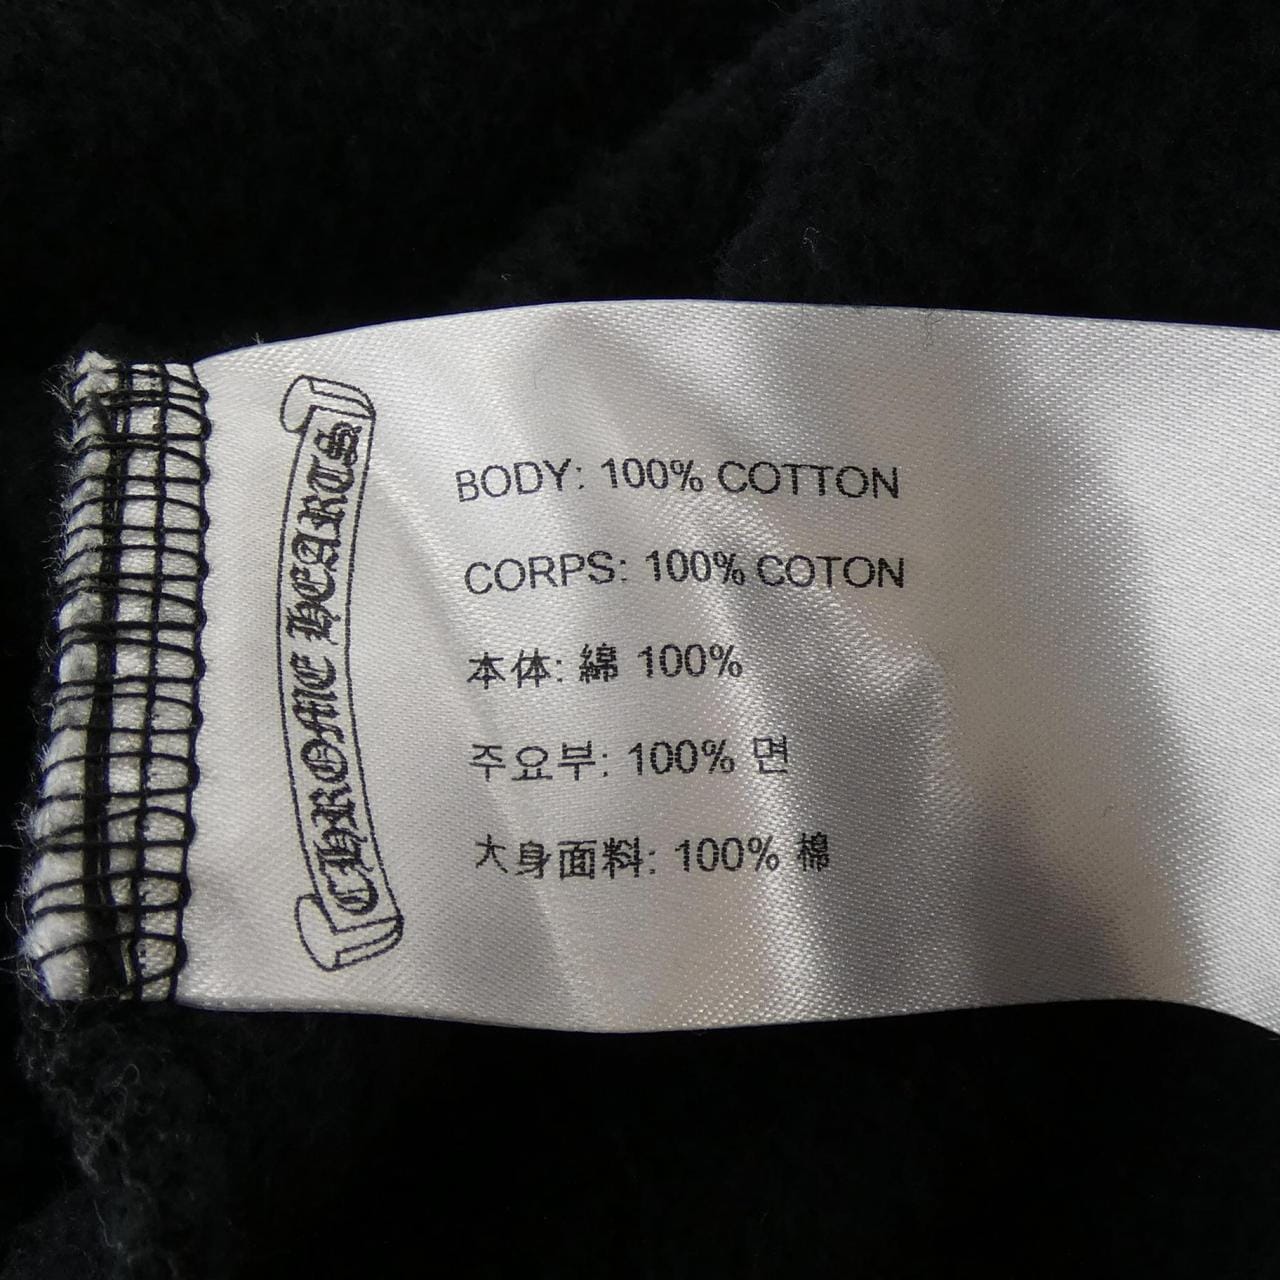 CHROME HEARTS
BODY: 100% COTTON
CORPS: 100% COTON
本体: 綿 100%
주요부: 100% 면
大身面料: 100% 棉